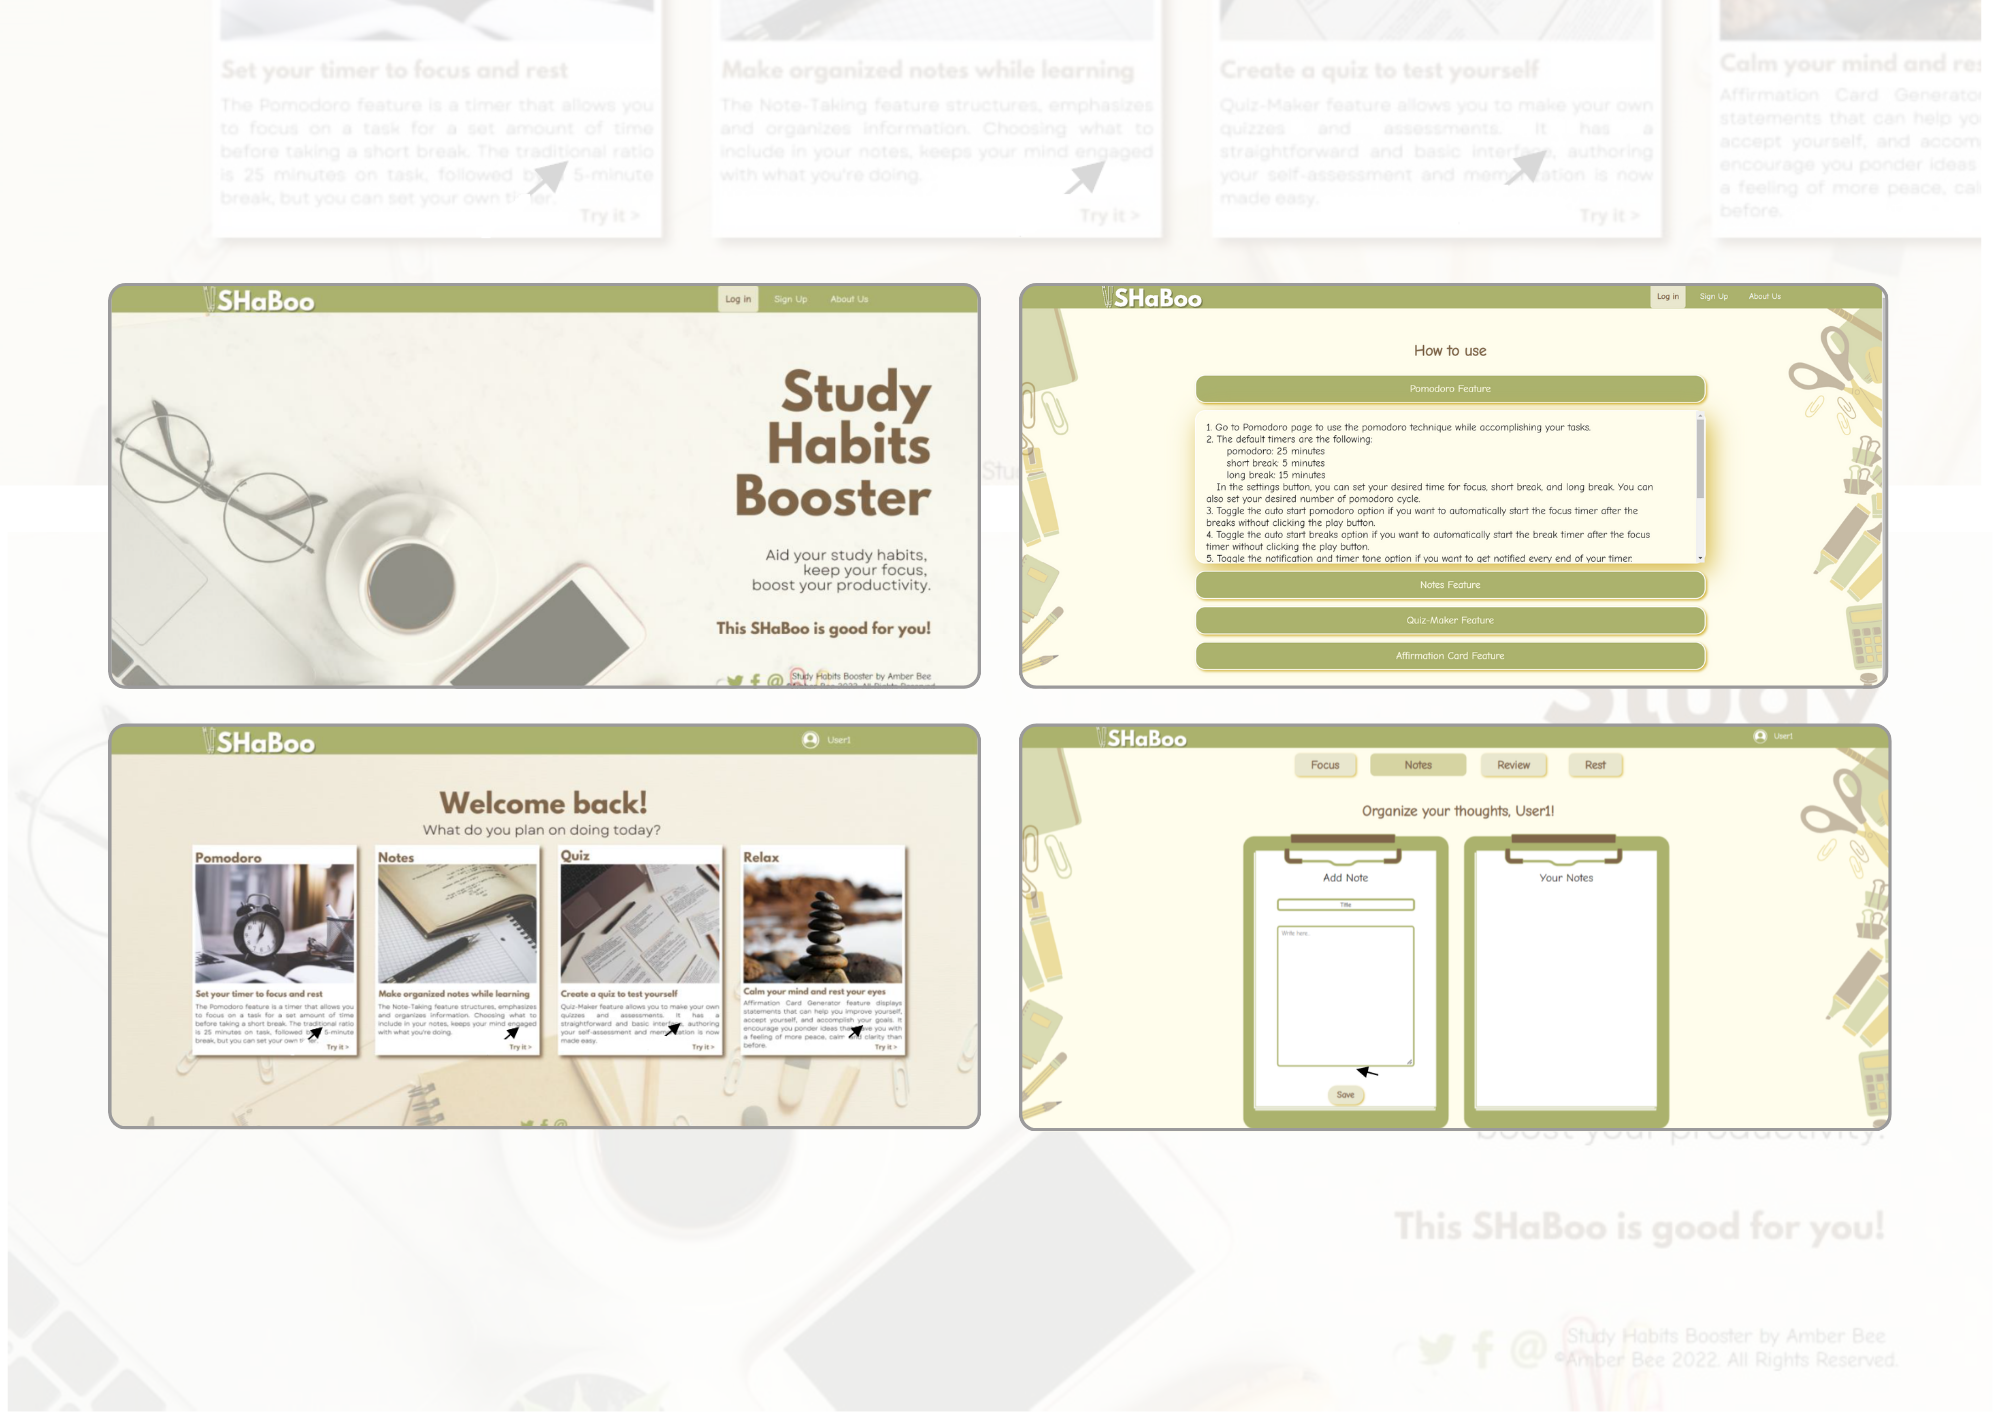 Set your timer to focus and rest
The Pomodoro feature is a timer that allows you
to focus on a task for a set amount of time
before taking a short break. The traditional ratio
is 25 minutes on task, followed 5-minute
break, but you can set your own
Try it >
Make organized notes while learning
The Note-Taking feature structures, emphasizes
and organizes information. Choosing what to
include in your notes, keeps your mind engaged
with what you're doing.
Try it >
Create a quiz to test yourself
Quiz-Maker feature allows you to make your own
quizzes and assessments. It has a
straightforward and basic interface, authoring
your self-assessment and is now
made easy.
Try it >
Calm your mind and
Affirmation Card
statements that can help
accept yourself, and
encourage you ponder ideas
a feeling of more peace,
before.
SHaBoo
Log in
Sign Up
About Us
Study
Habits
Booster
Aid your study habits,
keep your focus,
boost your productivity.
This SHaBoo is good for you!
Study Habits Booster by Amber Bee
SHaBoo
Log in
Sign Up
About Us
How to use
Pomodoro Feature
1. Go to Pomodoro page to use the pomodoro technique while accomplishing your tasks.
2. The default timers are the following:
pomodoro: 25 minutes
short break: 5 minutes
long break: 15 minutes
In the settings button, you can set your desired time for focus, short break, and long break. You can
also set your desired number of pomodoro cycle.
3. Toggle the auto start pomodoro option if you want to automatically start the focus timer after the
breaks without clicking the play button.
4. Toggle the auto start breaks option if you want to automatically start the break timer after the focus
timer without clicking the play button.
5. Toggle the notification and timer tone option if you want to get notified every end of your timer.
Notes Feature
Quiz-Maker Feature
Affirmation Card Feature
SHaBoo
User1
Welcome back!
What do you plan on doing today?
Pomodoro
Set your timer to focus and rest
The Pomodoro feature is a timer that allows you
to focus on a task for a set amount of time
before taking a short break. The traditional ratio
is 25 minutes on task, followed 5-minute
break, but you can set your own
Try it >
Notes
Make organized notes while learning
The Note-Taking feature structures, emphasizes
and organizes information. Choosing what to
include in your notes, keeps your mind engaged
with what you're doing.
Try it >
Quiz
Create a quiz to test yourself
Quiz-Maker feature allows you to make your own
quizzes and assessments. It has a
straightforward and basic authoring
your self-assessment and is now
made easy.
Try it >
Relax
Calm your mind and rest your eyes
Affirmation Card Generator feature displays
statements that can help you improve yourself,
accept yourself, and accomplish your goals. It
encourage you ponder ideas you with
a feeling of more peace, calm clarity than
before.
Try it >
SHaBoo
User1
Focus
Notes
Review
Rest
Organize your thoughts, User1!
Add Note
Title
Write here..
Save
Your Notes
Study
boost your productivity.
This SHaBoo is good for you!
Study Habits Booster by Amber Bee
©Amber Bee 2022. All Rights Reserved.